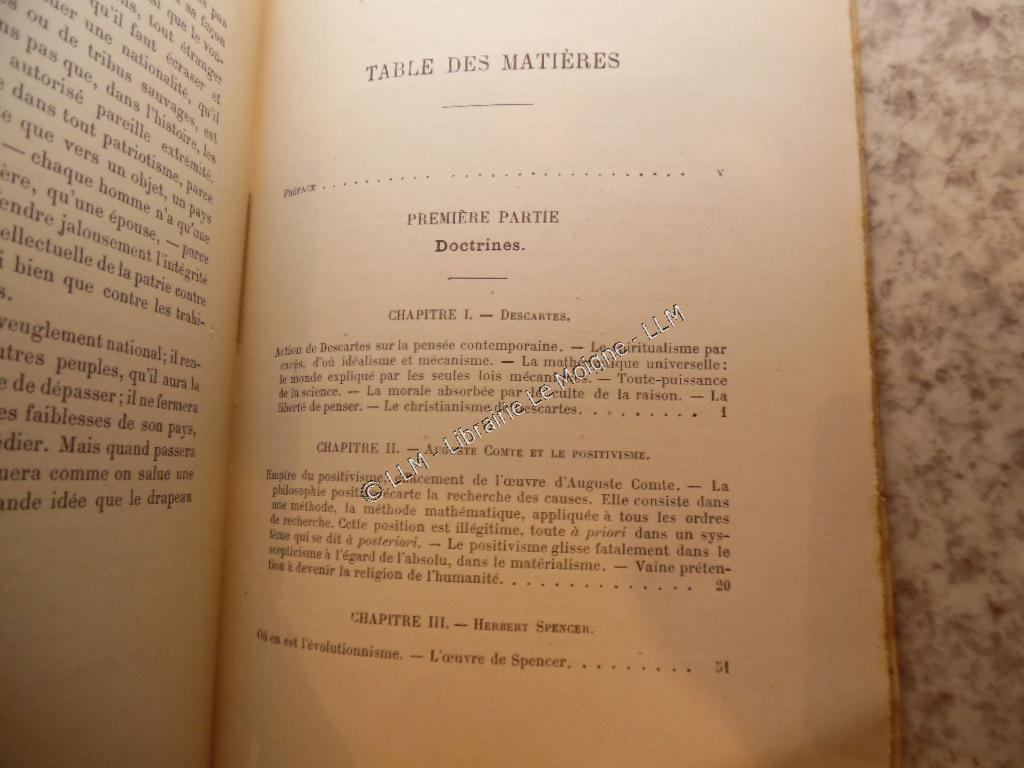 pas
que le vou-
sa façon
tout étranger
qu'il faut écraser et
une nationalité, qu'il
ou de tribus sauvages, est
pas que, dans l'histoire, les
autorisé pareille extrémité.
dans tout patriotisme, parce
que vers un objet, un pays
— chaque homme n'a qu'une
qu'une épouse, — parce
jalousement l'intégrité
de la patrie contre
bien que contre les trahi-
national; il
peuples, qu'il aura la
de dépasser; il ne fermera
faiblesses de son pays,
Mais quand passera
comme on salue une
idée que le drapeau
TABLE DES MATIÈRES
PRÉFACE . . . . . . . . . . . . . . . . . . . . . . . . . v
PREMIÈRE PARTIE
Doctrines.
CHAPITRE I. — DESCARTES.
Action de Descartes sur la pensée contemporaine. — Le spiritualisme par
excès, d'où idéalisme et mécanisme. — La mathématique universelle:
le monde expliqué par les seules lois mécaniques. — Toute-puissance
de la science. — La morale absorbée par la culte de la raison. — La
liberté de penser. — Le christianisme de Descartes. . . . . . . . . 1
CHAPITRE II. — AUGUSTE COMTE ET LE POSITIVISME.
Empire du positivisme. Lancement de l'œuvre d'Auguste Comte. — La
philosophie positive écarte la recherche des causes. Elle consiste dans
une méthode, la méthode mathématique, appliquée à tous les ordres
de recherche. Cette position est illégitime, toute à priori dans un sys-
tème qui se dit à posteriori. — Le positivisme glisse fatalement dans le
scepticisme à l'égard de l'absolu, dans le matérialisme. — Vaine préten-
tion à devenir la religion de l'humanité. . . . . . . . . . . . 20
CHAPITRE III. — HERBERT SPENCER.
Où en est l'évolutionnisme. — L'œuvre de Spencer. . . . . . . . . 51
© LLM - Librairie Le Moigne - LLM